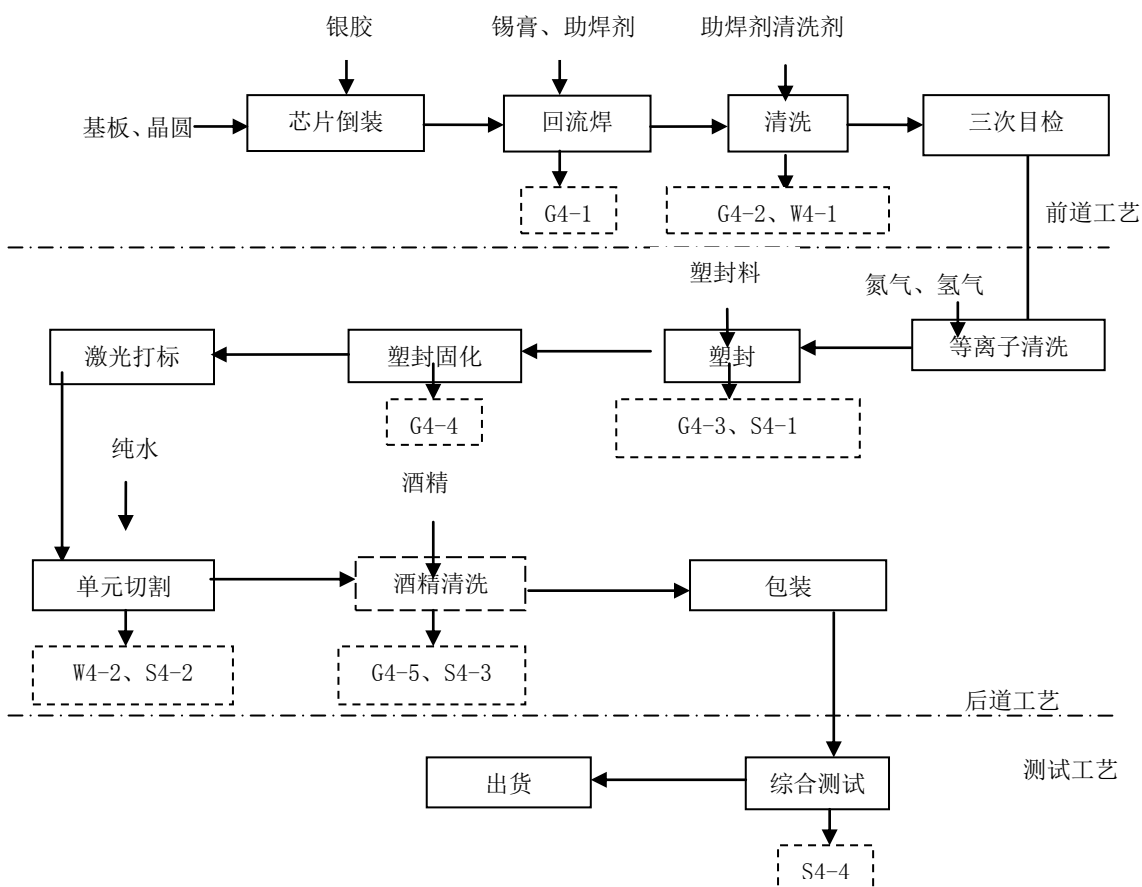 银胶
锡膏、助焊剂
助焊剂清洗剂
基板、晶圆
芯片倒装
回流焊
清洗
三次目检
G4-1
G4-2、W4-1
前道工艺
塑封料
氮气、氢气
激光打标
塑封固化
塑封
等离子清洗
G4-4
G4-3、S4-1
纯水
酒精
单元切割
酒精清洗
包装
W4-2、S4-2
G4-5、S4-3
后道工艺
测试工艺
出货
综合测试
S4-4